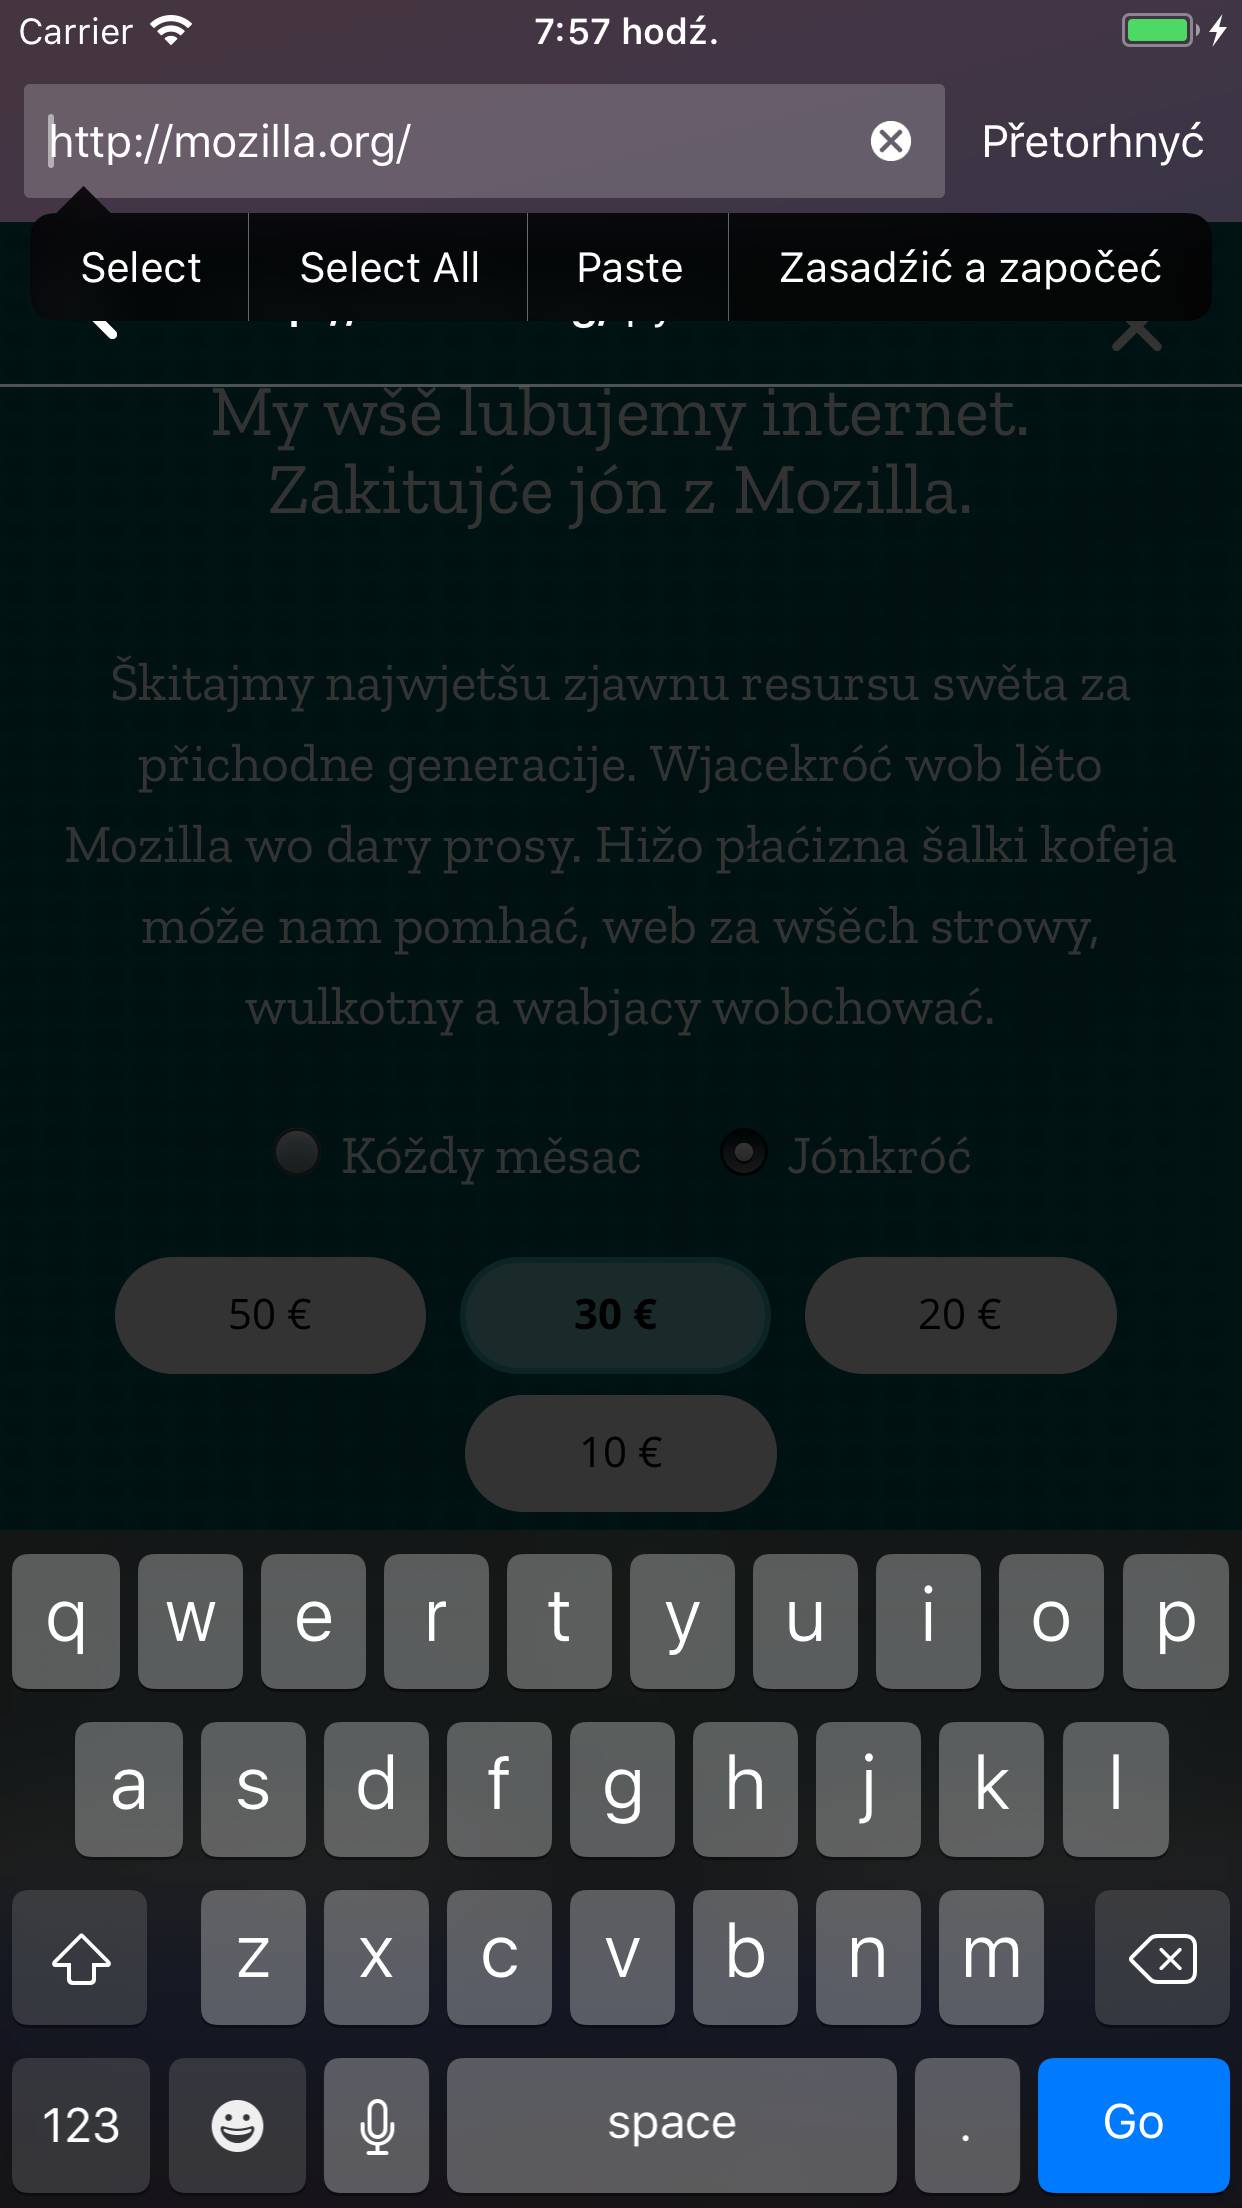 Carrier 7:57 hodź.
http://mozilla.org/ Přetorhnyć
Select Select All Paste Zasadźić a započeć
My wšě lubujemy internet.
Zakitujće jón z Mozilla.
Škitajmy najwjetšu zjawnu resursu swěta za
přichodne generacije. Wjacekróć wob lěto
Mozilla wo dary prosy. Hižo płaćizna šalki kofeja
móže nam pomhać, web za wšěch strowy,
wulkotny a wabjacy wobchować.
Kóždy měsac Jónkróć
50 € 30 € 20 €
10 €
q w e r t y u i o p
a s d f g h j k l
z x c v b n m
123 space . Go